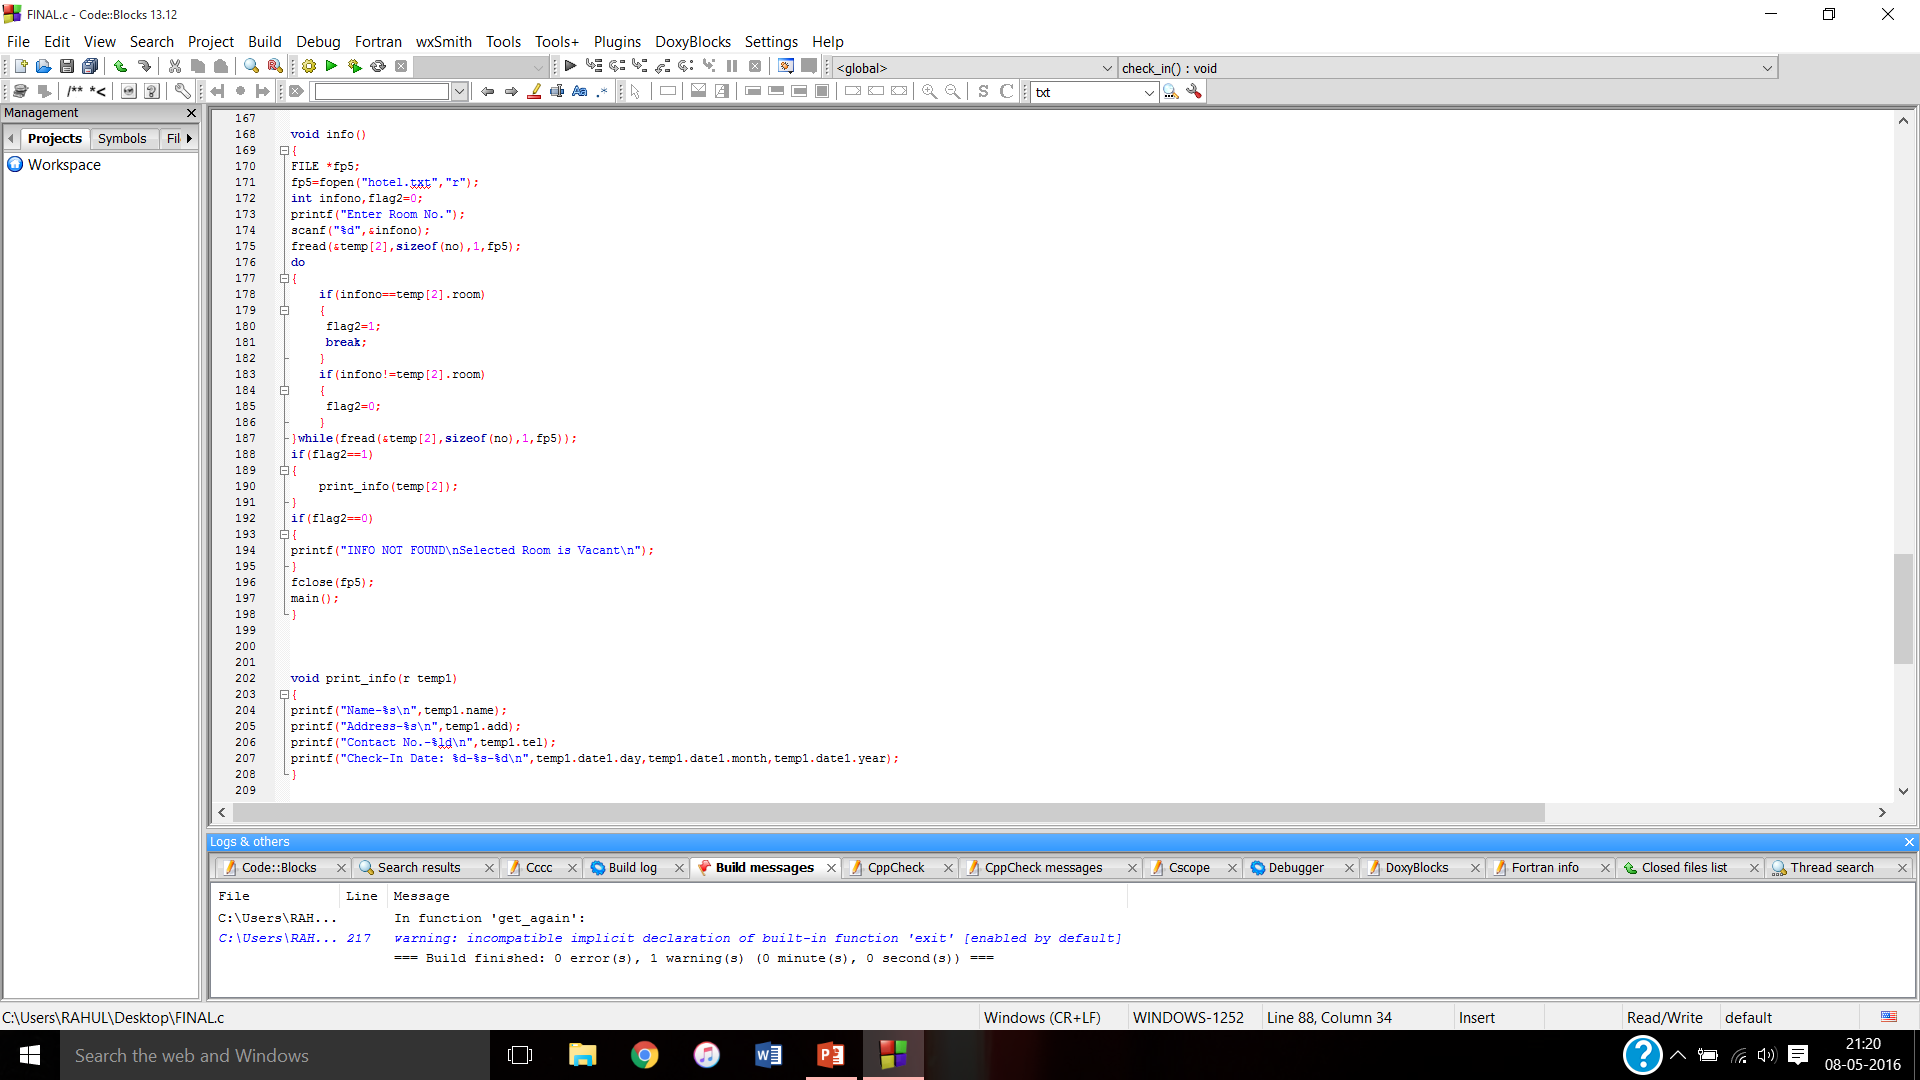 FINAL.c - Code::Blocks 13.12
File Edit View Search Project Build Debug Fortran wxSmith Tools Tools+ Plugins DoxyBlocks Settings Help
<global> check_in() : void
/** *< Aa .* S C txt
Management
Projects Symbols Fil
Workspace
167
168 void info()
169 {
170 FILE *fp5;
171 fp5=fopen("hotel.txt","r");
172 int infono,flag2=0;
173 printf("Enter Room No.");
174 scanf("%d",&infono);
175 fread(&temp[2],sizeof(no),1,fp5);
176 do
177 {
178 if(infono==temp[2].room)
179 {
180 flag2=1;
181 break;
182 }
183 if(infono!=temp[2].room)
184 {
185 flag2=0;
186 }
187 }while(fread(&temp[2],sizeof(no),1,fp5));
188 if(flag2==1)
189 {
190 print_info(temp[2]);
191 }
192 if(flag2==0)
193 {
194 printf("INFO NOT FOUND\nSelected Room is Vacant\n");
195 }
196 fclose(fp5);
197 main();
198 }
199
200
201
202 void print_info(r temp1)
203 {
204 printf("Name-%s\n",temp1.name);
205 printf("Address-%s\n",temp1.add);
206 printf("Contact No.-%ld\n",temp1.tel);
207 printf("Check-In Date: %d-%s-%d\n",temp1.date1.day,temp1.date1.month,temp1.date1.year);
208 }
209
Logs & others
Code::Blocks Search results Cccc Build log Build messages CppCheck CppCheck messages Cscope Debugger DoxyBlocks Fortran info Closed files list Thread search
File Line Message
C:\Users\RAH... In function 'get_again':
C:\Users\RAH... 217 warning: incompatible implicit declaration of built-in function 'exit' [enabled by default]
=== Build finished: 0 error(s), 1 warning(s) (0 minute(s), 0 second(s)) ===
C:\Users\RAHUL\Desktop\FINAL.c Windows (CR+LF) WINDOWS-1252 Line 88, Column 34 Insert Read/Write default
Search the web and Windows
21:20
08-05-2016